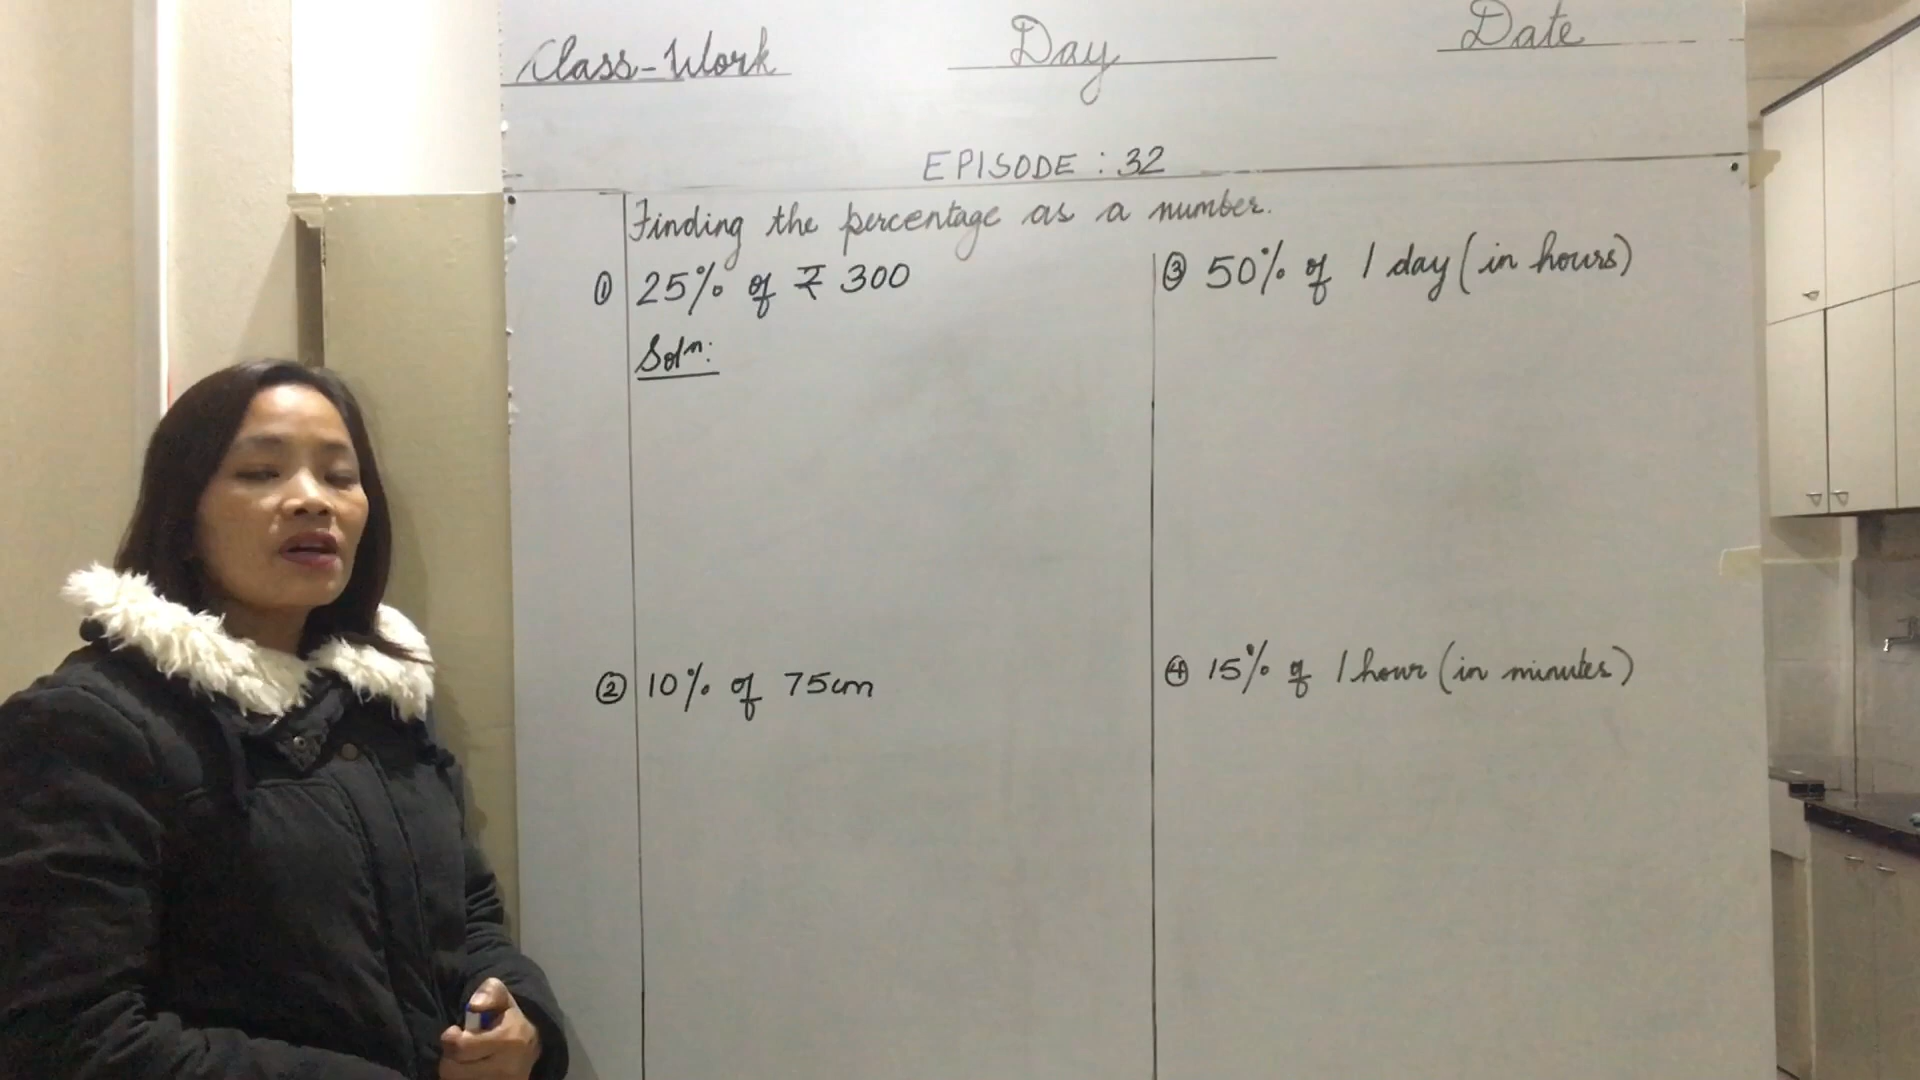 Class-Work Day Date
EPISODE : 32
Finding the percentage as a number.
① 25% of ₹ 300
Solⁿ:
② 10% of 75cm
③ 50% of 1 day (in hours)
④ 15% of 1 hour (in minutes)